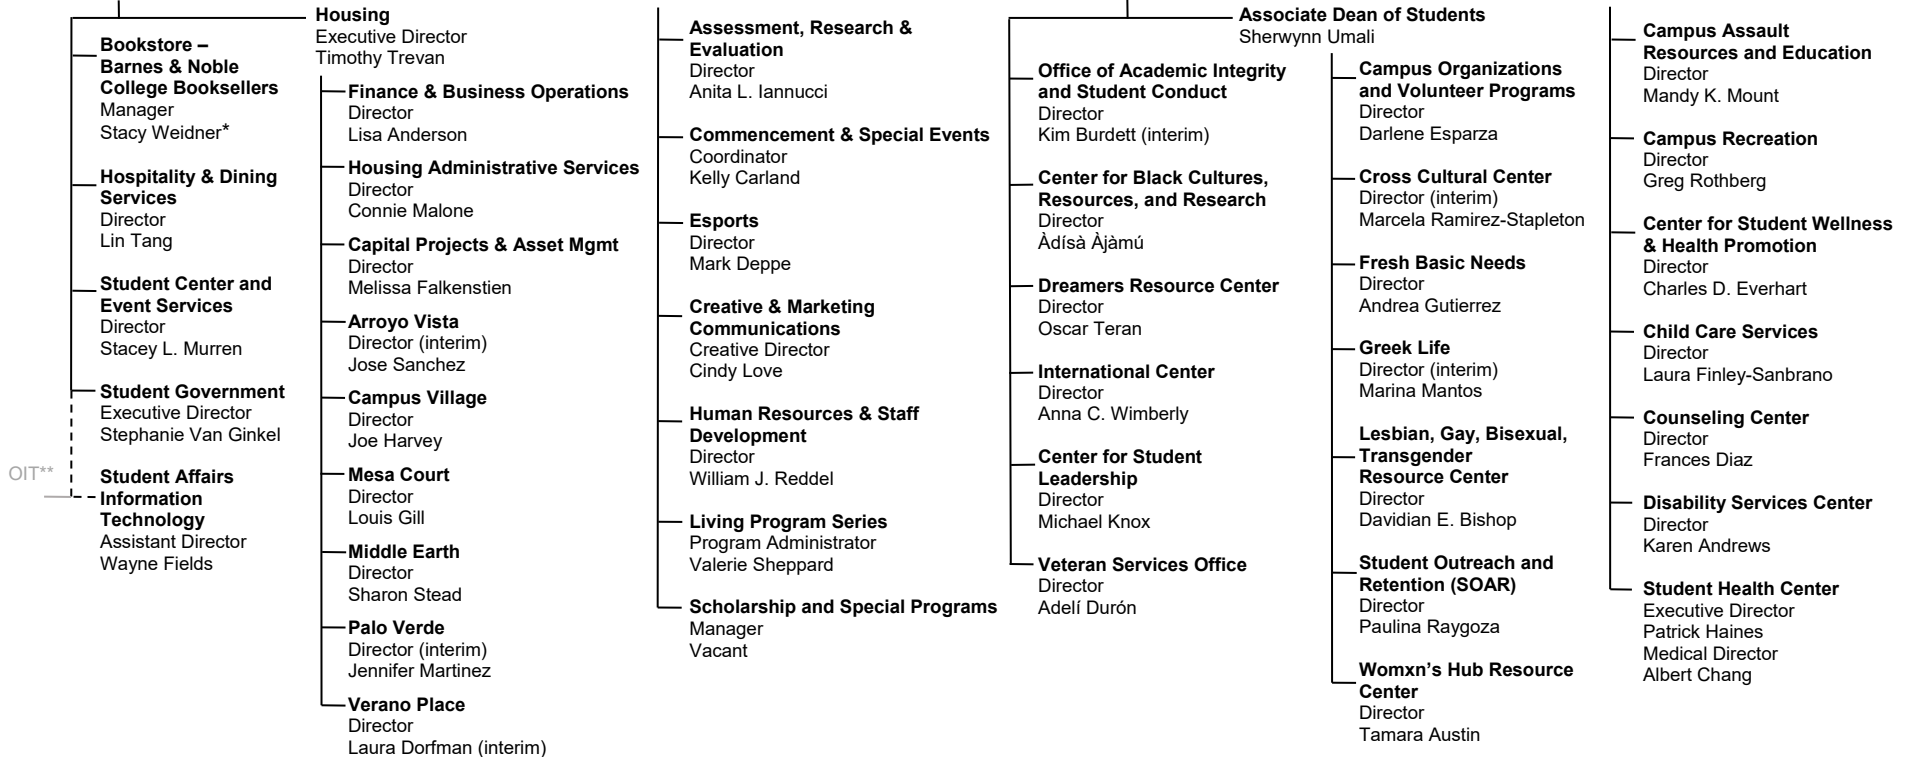 Housing
Executive Director
Timothy Trevan
Bookstore –
Barnes & Noble
College Booksellers
Manager
Stacy Weidner*
Hospitality & Dining
Services
Director
Lin Tang
Student Center and
Event Services
Director
Stacey L. Murren
Student Government
Executive Director
Stephanie Van Ginkel
OIT**
Student Affairs
Information
Technology
Assistant Director
Wayne Fields
Finance & Business Operations
Director
Lisa Anderson
Housing Administrative Services
Director
Connie Malone
Capital Projects & Asset Mgmt
Director
Melissa Falkenstien
Arroyo Vista
Director (interim)
Jose Sanchez
Campus Village
Director
Joe Harvey
Mesa Court
Director
Louis Gill
Middle Earth
Director
Sharon Stead
Palo Verde
Director (interim)
Jennifer Martinez
Verano Place
Director
Laura Dorfman (interim)
Assessment, Research &
Evaluation
Director
Anita L. Iannucci
Commencement & Special Events
Coordinator
Kelly Carland
Esports
Director
Mark Deppe
Creative & Marketing
Communications
Creative Director
Cindy Love
Human Resources & Staff
Development
Director
William J. Reddel
Living Program Series
Program Administrator
Valerie Sheppard
Scholarship and Special Programs
Manager
Vacant
Associate Dean of Students
Sherwynn Umali
Office of Academic Integrity
and Student Conduct
Director
Kim Burdett (interim)
Center for Black Cultures,
Resources, and Research
Director
Àdísà Àjàmú
Dreamers Resource Center
Director
Oscar Teran
International Center
Director
Anna C. Wimberly
Center for Student
Leadership
Director
Michael Knox
Veteran Services Office
Director
Adelí Durón
Campus Organizations
and Volunteer Programs
Director
Darlene Esparza
Cross Cultural Center
Director (interim)
Marcela Ramirez-Stapleton
Fresh Basic Needs
Director
Andrea Gutierrez
Greek Life
Director (interim)
Marina Mantos
Lesbian, Gay, Bisexual,
Transgender
Resource Center
Director
Davidian E. Bishop
Student Outreach and
Retention (SOAR)
Director
Paulina Raygoza
Womxn’s Hub Resource
Center
Director
Tamara Austin
Campus Assault
Resources and Education
Director
Mandy K. Mount
Campus Recreation
Director
Greg Rothberg
Center for Student Wellness
& Health Promotion
Director
Charles D. Everhart
Child Care Services
Director
Laura Finley-Sanbrano
Counseling Center
Director
Frances Diaz
Disability Services Center
Director
Karen Andrews
Student Health Center
Executive Director
Patrick Haines
Medical Director
Albert Chang